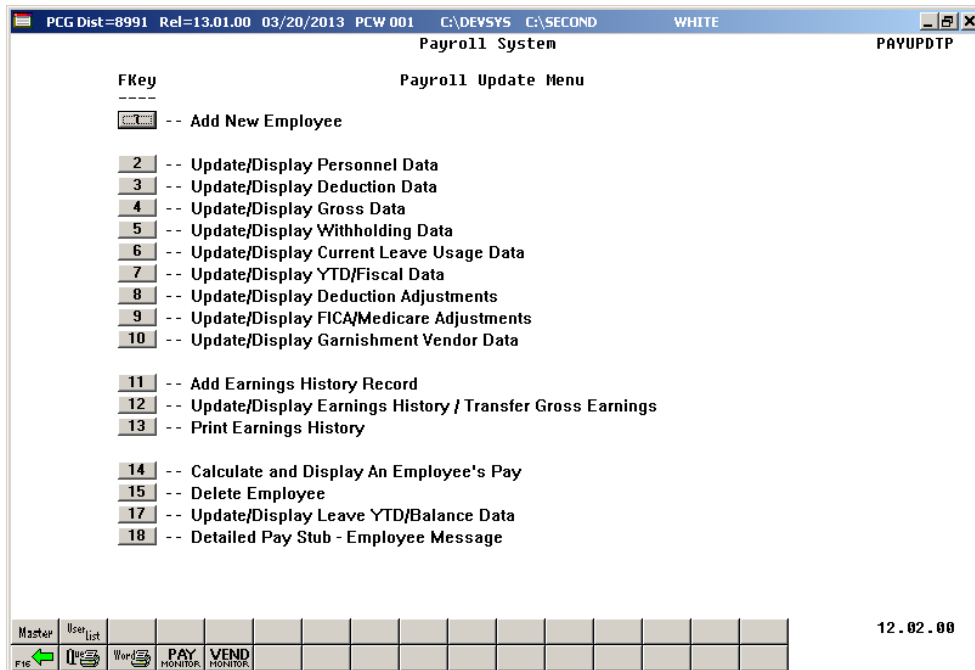 PCG Dist=8991 Rel=13.01.00 03/20/2013 PCW 001 C:\DEVSYS C:\SECOND WHITE
Payroll System PAYUPDTP
FKey Payroll Update Menu
----
1 -- Add New Employee
2 -- Update/Display Personnel Data
3 -- Update/Display Deduction Data
4 -- Update/Display Gross Data
5 -- Update/Display Withholding Data
6 -- Update/Display Current Leave Usage Data
7 -- Update/Display YTD/Fiscal Data
8 -- Update/Display Deduction Adjustments
9 -- Update/Display FICA/Medicare Adjustments
10 -- Update/Display Garnishment Vendor Data
11 -- Add Earnings History Record
12 -- Update/Display Earnings History / Transfer Gross Earnings
13 -- Print Earnings History
14 -- Calculate and Display An Employee's Pay
15 -- Delete Employee
17 -- Update/Display Leave YTD/Balance Data
18 -- Detailed Pay Stub - Employee Message
Master User List 12.02.00
F16 Que Word PAY MONITOR VEND MONITOR